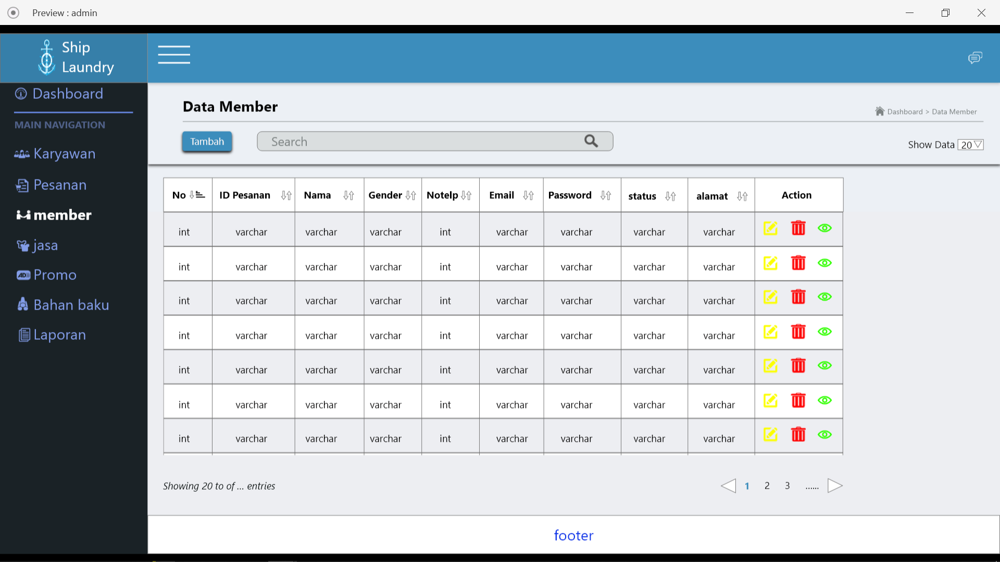 Preview : admin
Ship
Laundry
Dashboard
MAIN NAVIGATION
Karyawan
Pesanan
member
jasa
AD Promo
Bahan baku
Laporan
Data Member
Dashboard > Data Member
Tambah
Search
Show Data 20
No ID Pesanan Nama Gender Notelp Email Password status alamat Action
int varchar varchar varchar int varchar varchar varchar varchar
int varchar varchar varchar int varchar varchar varchar varchar
int varchar varchar varchar int varchar varchar varchar varchar
int varchar varchar varchar int varchar varchar varchar varchar
int varchar varchar varchar int varchar varchar varchar varchar
int varchar varchar varchar int varchar varchar varchar varchar
int varchar varchar varchar int varchar varchar varchar varchar
Showing 20 to of ... entries
1 2 3 ......
footer